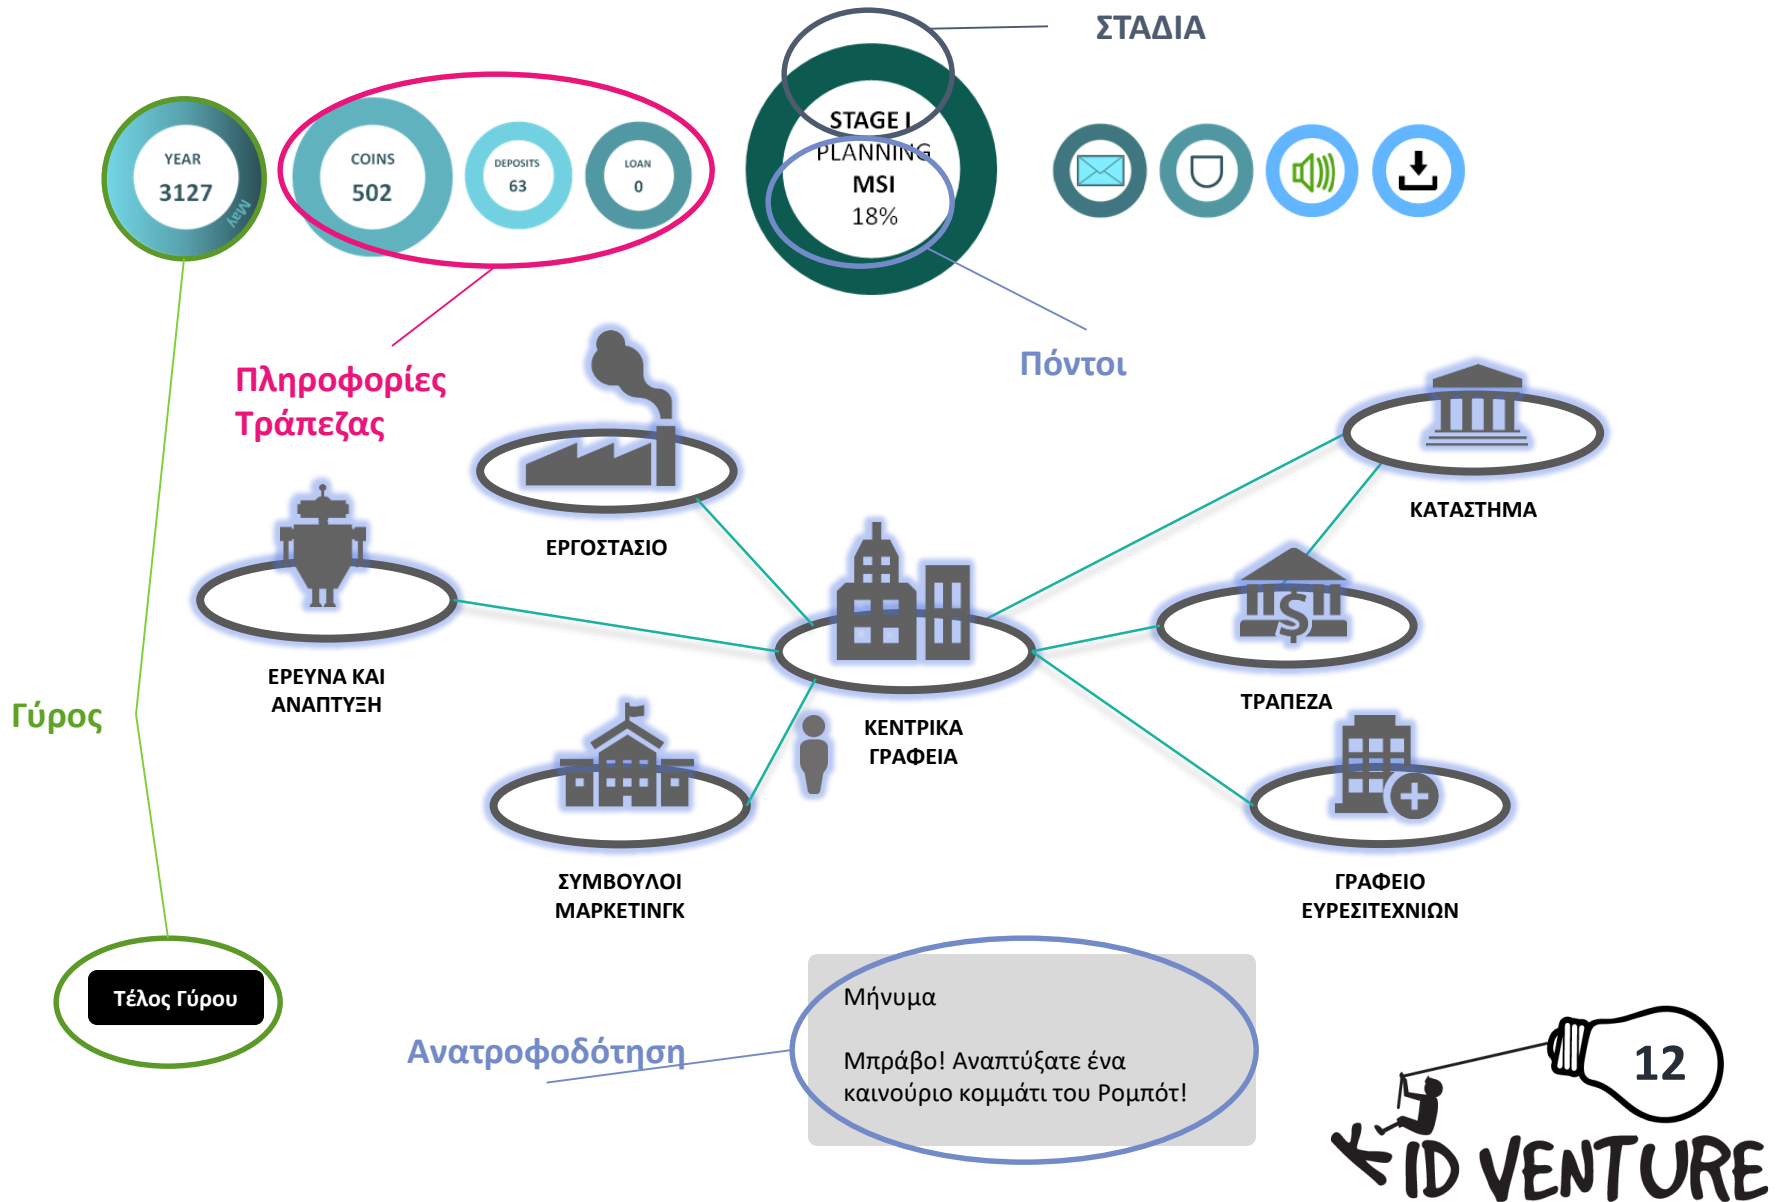 ΣΤΑΔΙΑ
YEAR
3127
May
COINS
502
DEPOSITS
63
LOAN
0
STAGE I
PLANNING
MSI
18%
Πληροφορίες
Τράπεζας
Πόντοι
ΚΑΤΑΣΤΗΜΑ
ΕΡΓΟΣΤΑΣΙΟ
ΕΡΕΥΝΑ ΚΑΙ
ΑΝΑΠΤΥΞΗ
ΤΡΑΠΕΖΑ
Γύρος
ΚΕΝΤΡΙΚΑ
ΓΡΑΦΕΙΑ
ΣΥΜΒΟΥΛΟΙ
ΜΑΡΚΕΤΙΝΓΚ
ΓΡΑΦΕΙΟ
ΕΥΡΕΣΙΤΕΧΝΙΩΝ
Τέλος Γύρου
Ανατροφοδότηση
Μήνυμα
Μπράβο! Αναπτύξατε ένα
καινούριο κομμάτι του Ρομπότ!
12
KID VENTURE